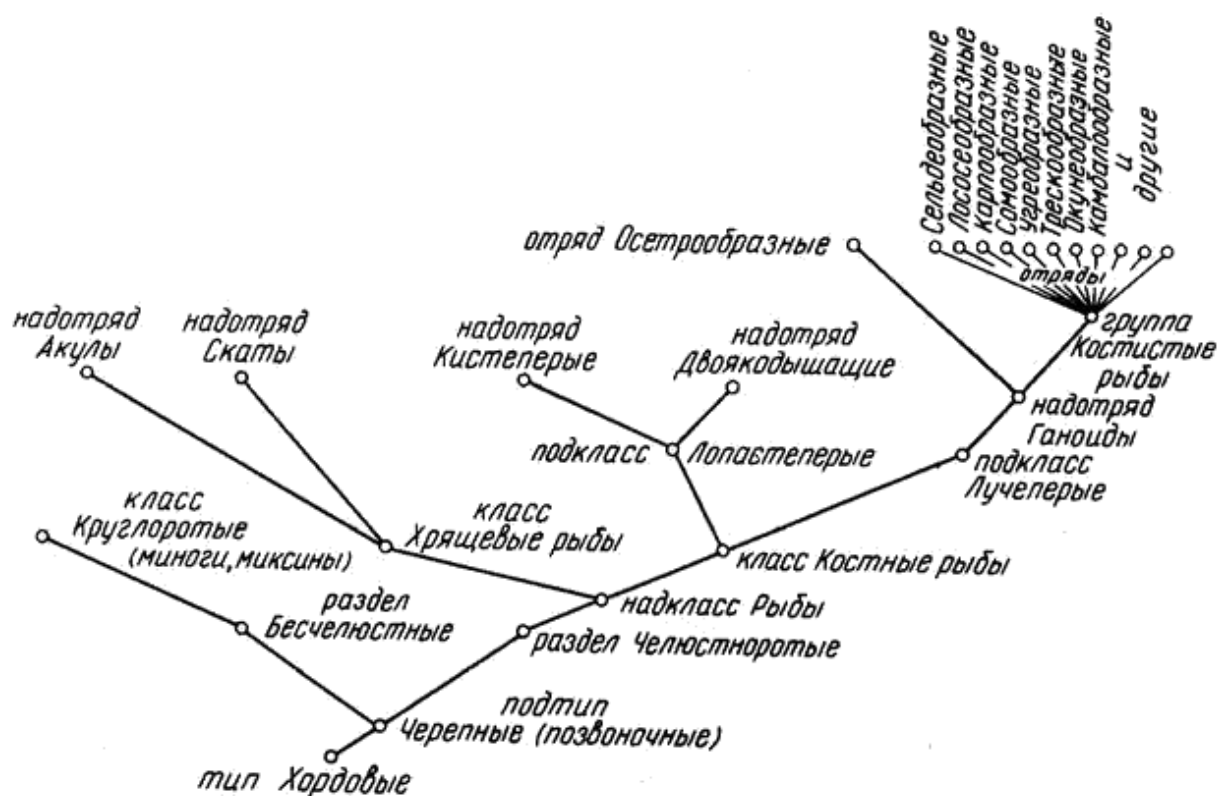 Сельдеобразные
Лососеобразные
Карпообразные
Сомообразные
Угреобразные
Трескообразные
Окунеобразные
Камбалообразные
и
другие
отряды
отряд Осетрообразные
группа
Костистые
рыбы
надотряд
Ганоиды
подкласс
Лучеперые
надотряд
Акулы
надотряд
Скаты
надотряд
Кистеперые
надотряд
Двоякодышащие
подкласс Лопастеперые
класс
Круглоротые
(миноги, миксины)
класс
Хрящевые рыбы
класс Костные рыбы
раздел
Бесчелюстные
надкласс Рыбы
раздел Челюстноротые
подтип
Черепные (позвоночные)
тип Хордовые